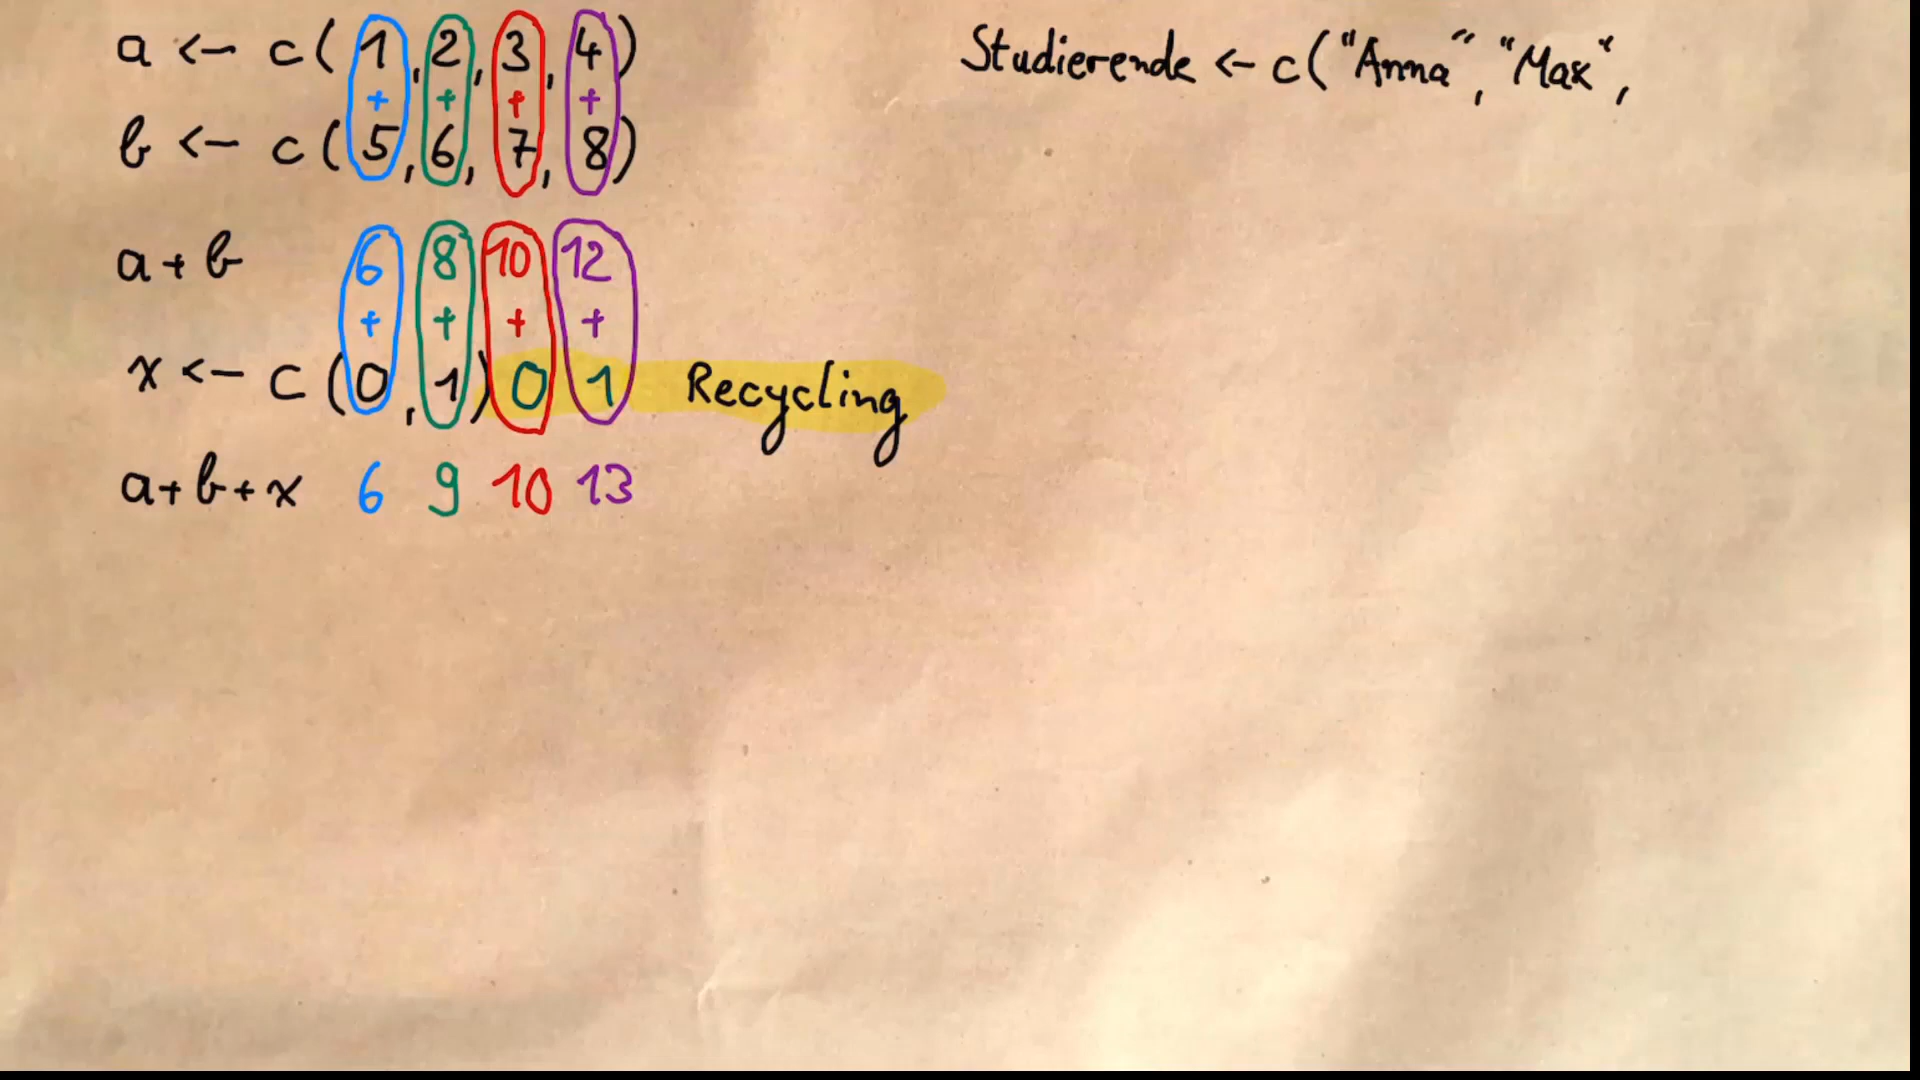 a <- c(1, 2, 3, 4)
+ + + +
b <- c(5, 6, 7, 8)
a + b 6 8 10 12
+ + + +
x <- c(0, 1) 0 1 Recycling
a+b+x 6 9 10 13
Studierende <- c("Anna", "Max",